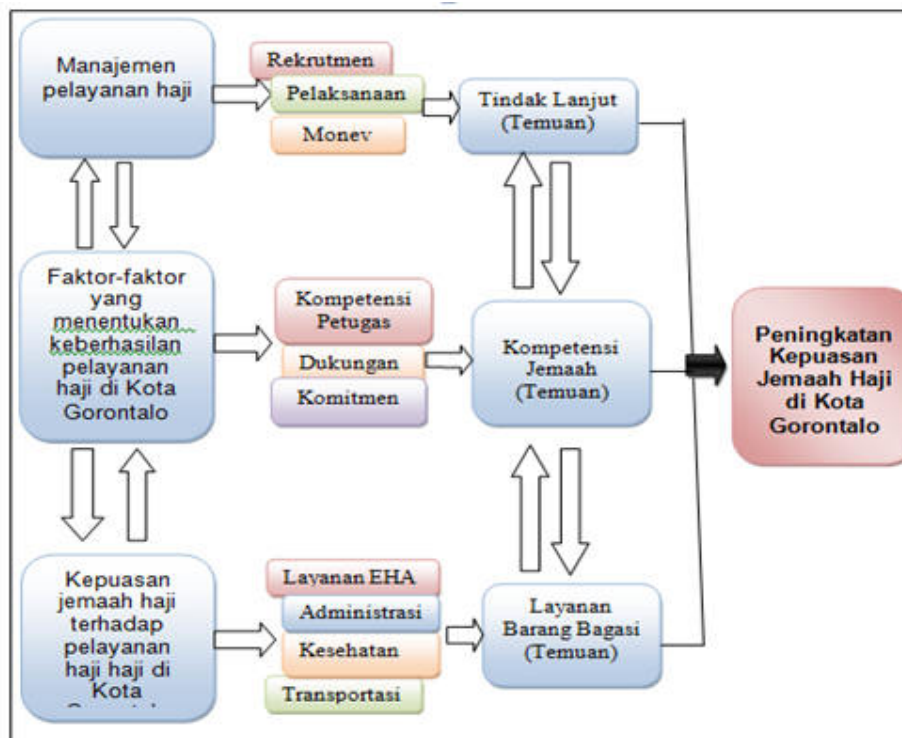 Manajemen
pelayanan haji
Rekrutmen
Pelaksanaan
Monev
Tindak Lanjut
(Temuan)
Faktor-faktor
yang
menentukan
keberhasilan
pelayanan
haji di Kota
Gorontalo
Kompetensi
Petugas
Dukungan
Komitmen
Kompetensi
Jemaah
(Temuan)
Peningkatan
Kepuasan
Jemaah Haji
di Kota
Gorontalo
Kepuasan
jemaah haji
terhadap
pelayanan
haji haji di
Kota
Layanan EHA
Administrasi
Kesehatan
Transportasi
Layanan
Barang Bagasi
(Temuan)